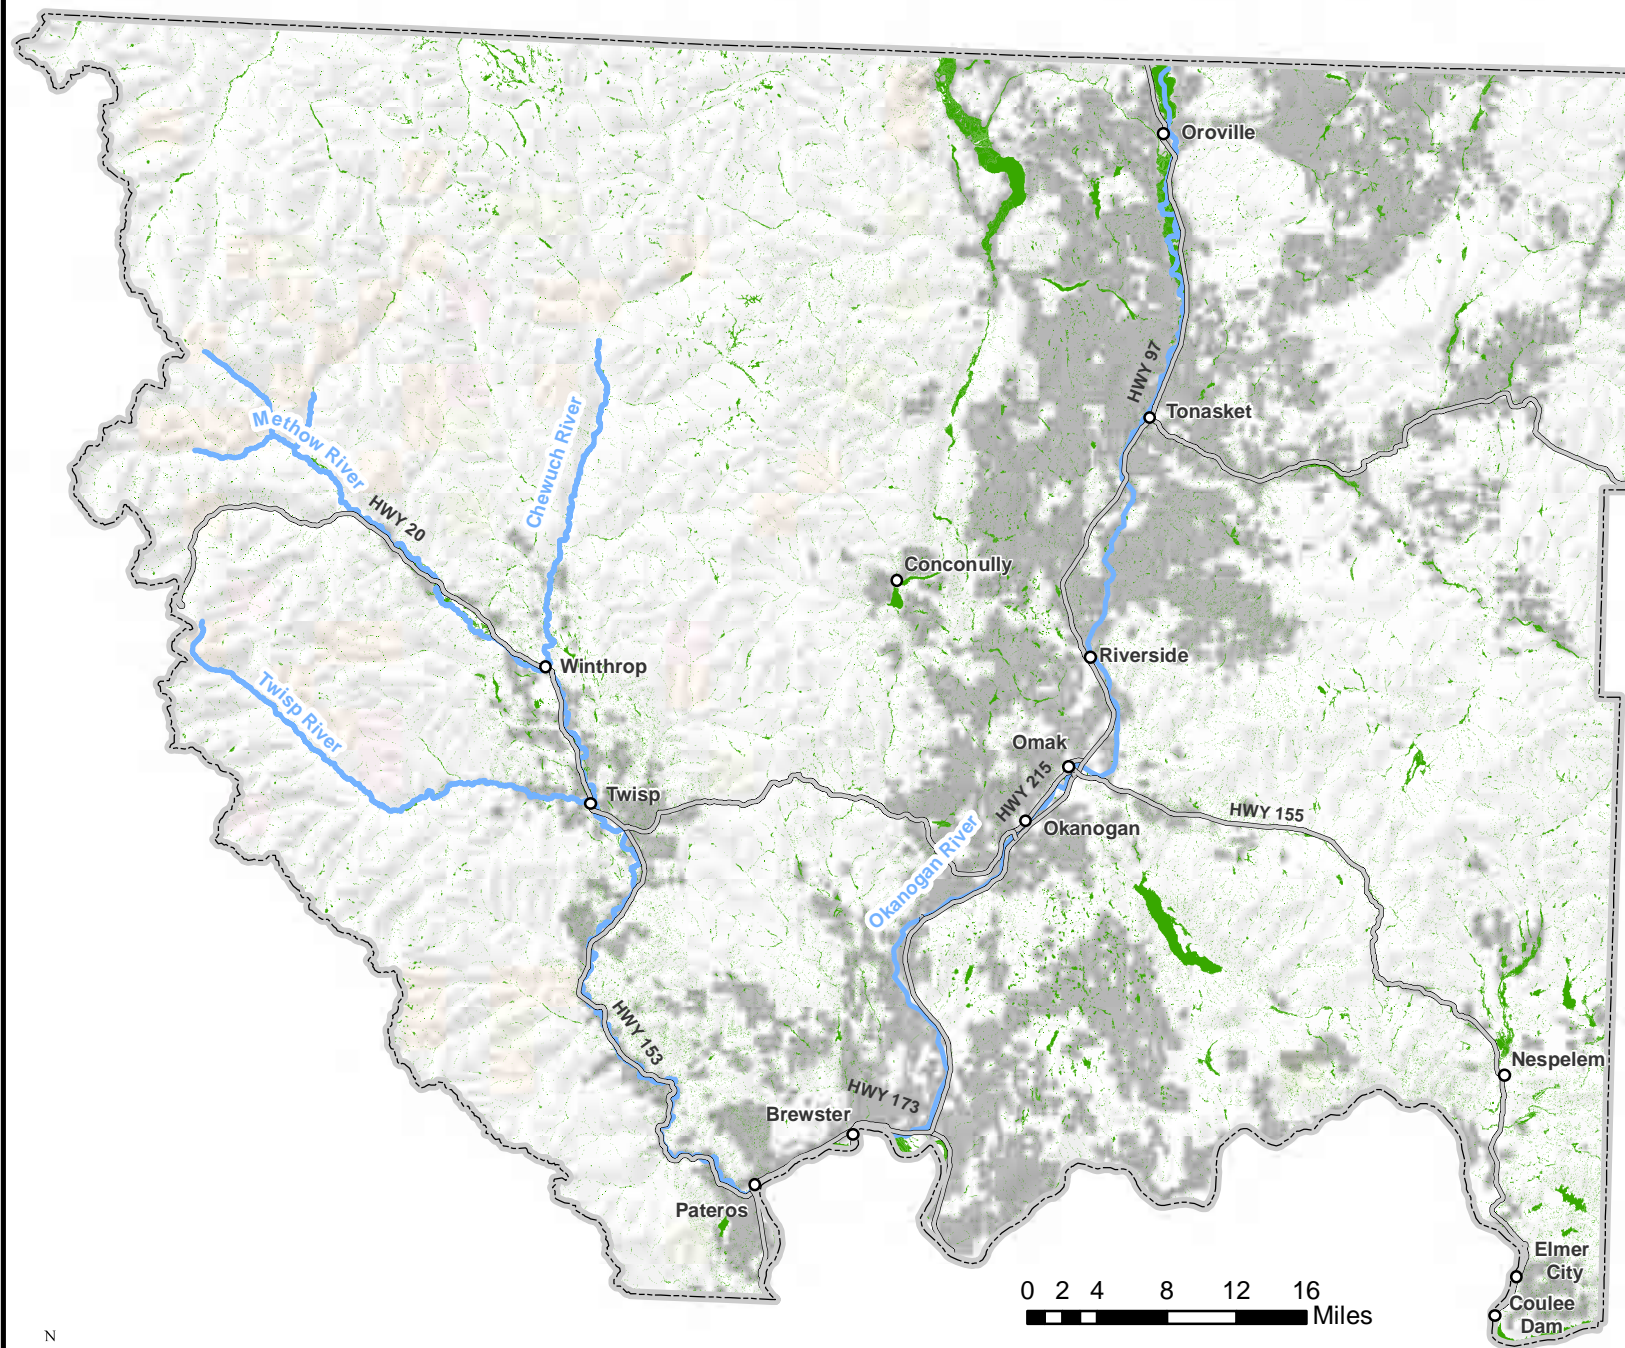 Oroville
HWY 97
Tonasket
Methow River
Chewuch River
HWY 20
Conconully
Riverside
Winthrop
Twisp River
Omak
HWY 215
Twisp
Okanogan
HWY 155
Okanogan River
HWY 153
Nespelem
HWY 173
Brewster
Pateros
Elmer
City
0 2 4 8 12 16
Miles
Coulee
Dam
N